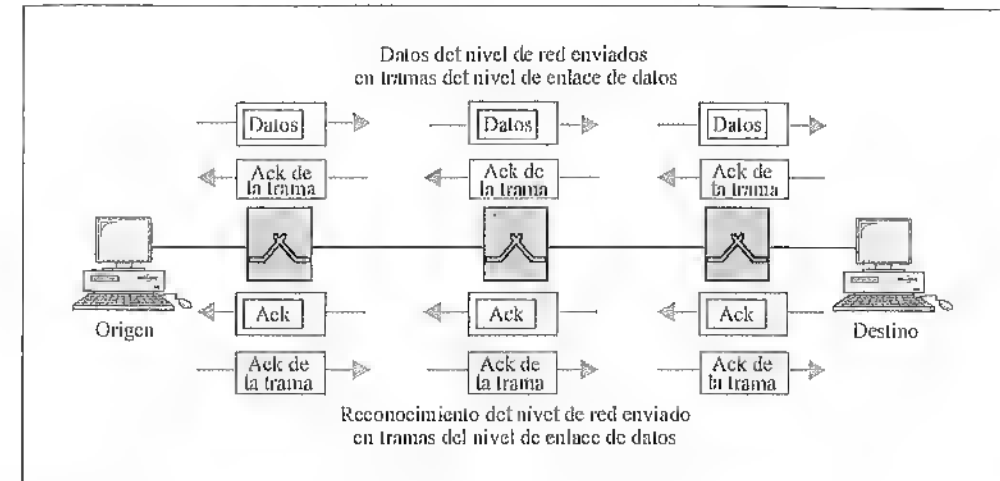 Datos del nivel de red enviados
en tramas del nivel de enlace de datos
Datos
Datos
Datos
Ack de
la trama
Ack de
la trama
Ack de
la trama
Origen
Ack
Ack
Ack
Destino
Ack de
la trama
Ack de
la trama
Ack de
la trama
Reconocimiento del nivel de red enviado
en tramas del nivel de enlace de datos